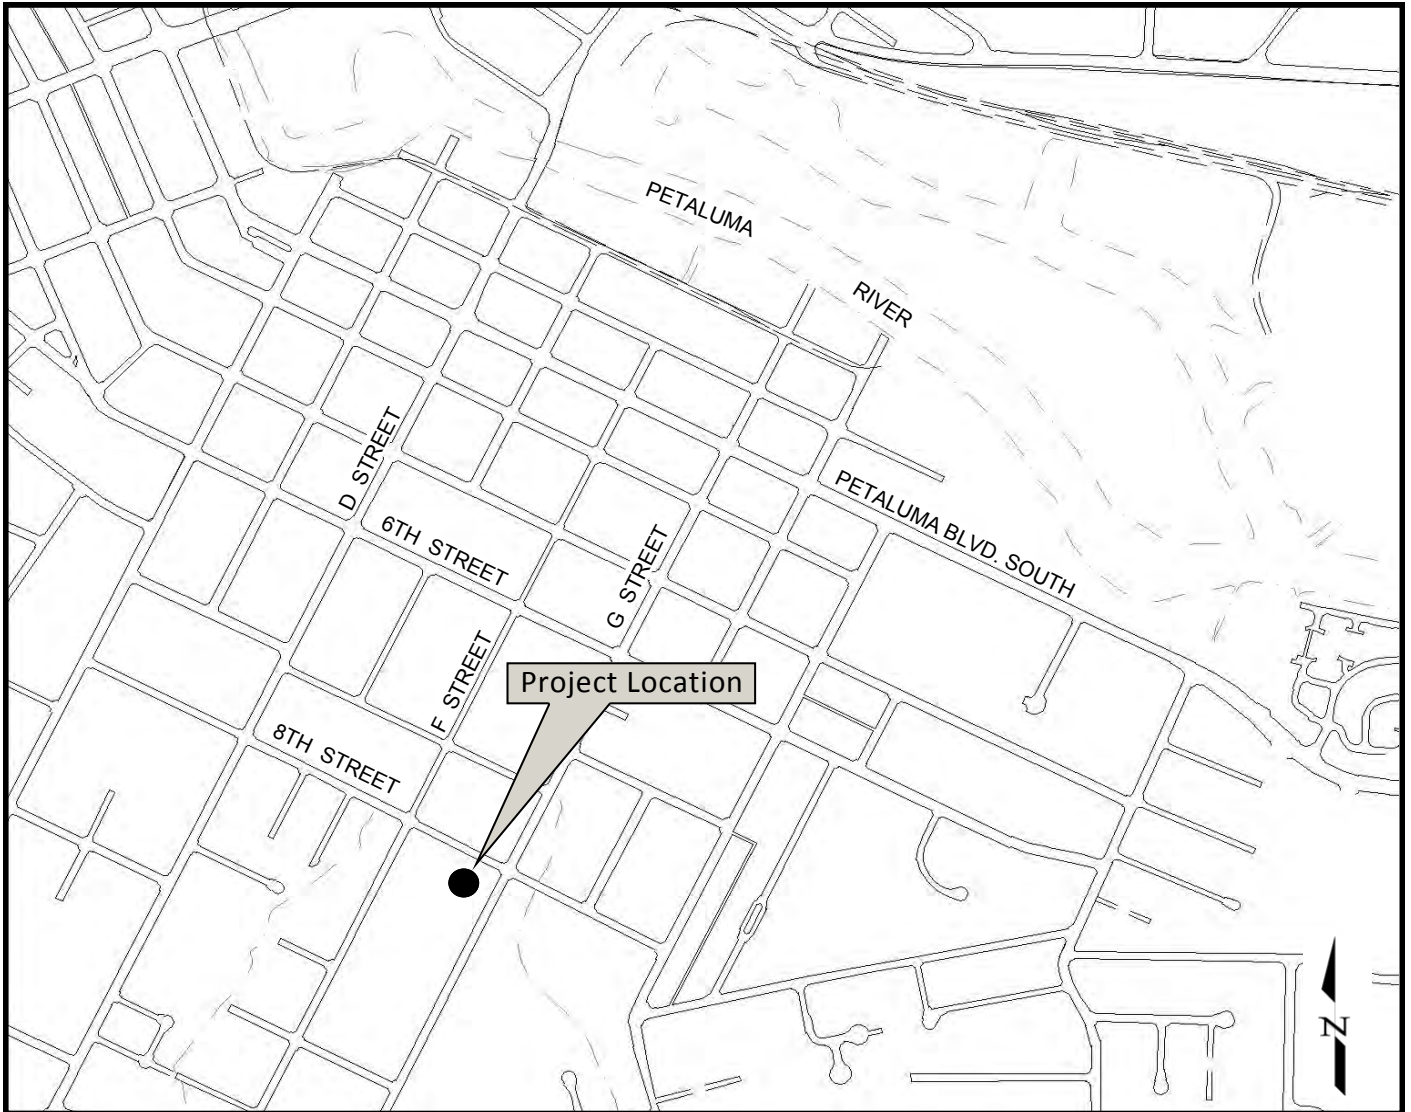 PETALUMA
RIVER
D STREET
6TH STREET
G STREET
PETALUMA BLVD. SOUTH
F STREET
Project Location
8TH STREET
N